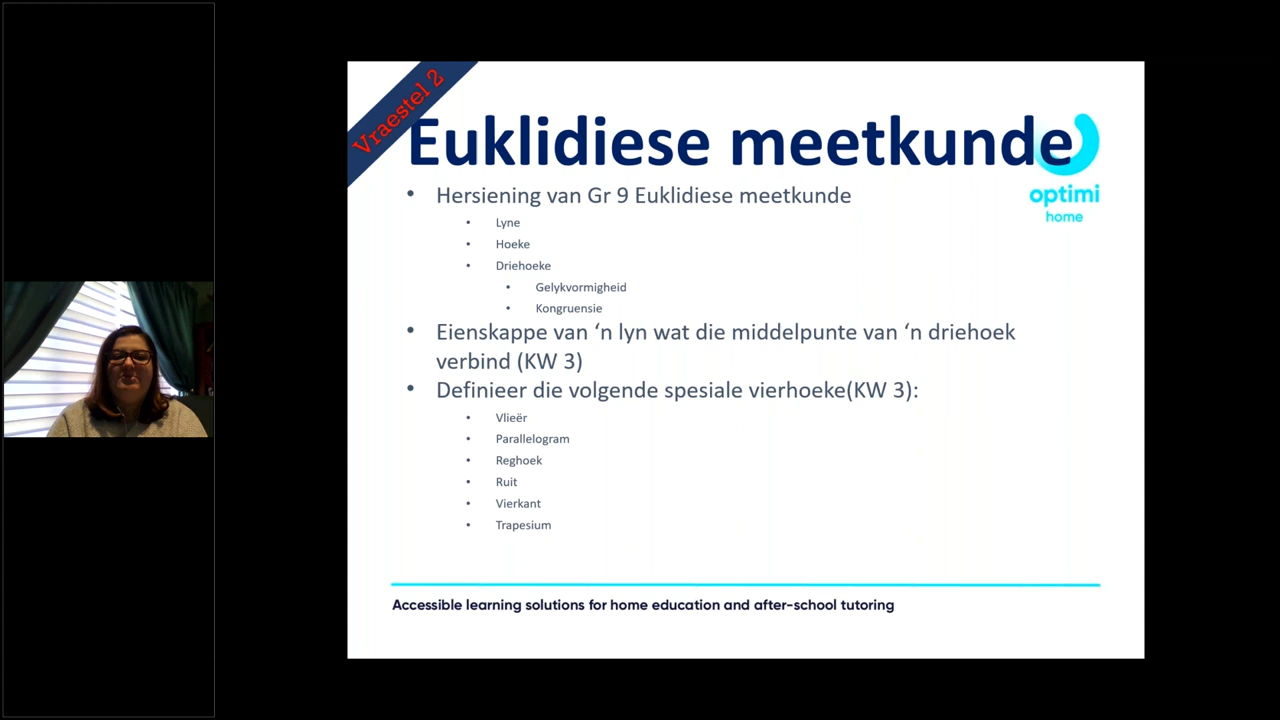 Vraestel 2
Euklidiese meetkunde
optimi
home
• Hersiening van Gr 9 Euklidiese meetkunde
• Lyne
• Hoeke
• Driehoeke
• Gelykvormigheid
• Kongruensie
• Eienskappe van ‘n lyn wat die middelpunte van ‘n driehoek
verbind (KW 3)
• Definieer die volgende spesiale vierhoeke(KW 3):
• Vlieër
• Parallelogram
• Reghoek
• Ruit
• Vierkant
• Trapesium
Accessible learning solutions for home education and after-school tutoring